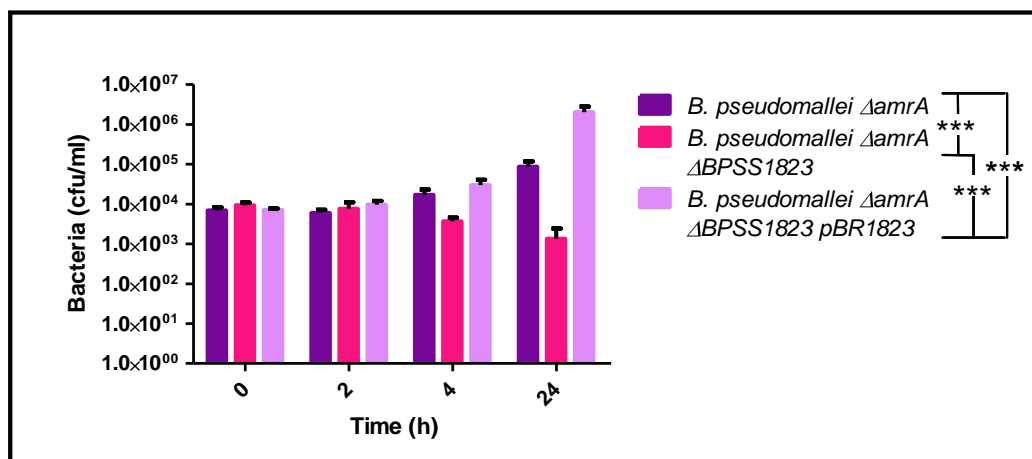 1.0×10⁰⁷
1.0×10⁰⁶
1.0×10⁰⁵
1.0×10⁰⁴
1.0×10⁰³
1.0×10⁰²
1.0×10⁰¹
1.0×10⁰⁰
Bacteria (cfu/ml)
0
2
4
24
Time (h)
B. pseudomallei ΔamrA
B. pseudomallei ΔamrA
ΔBPSS1823
B. pseudomallei ΔamrA
ΔBPSS1823 pBR1823
***
***
***